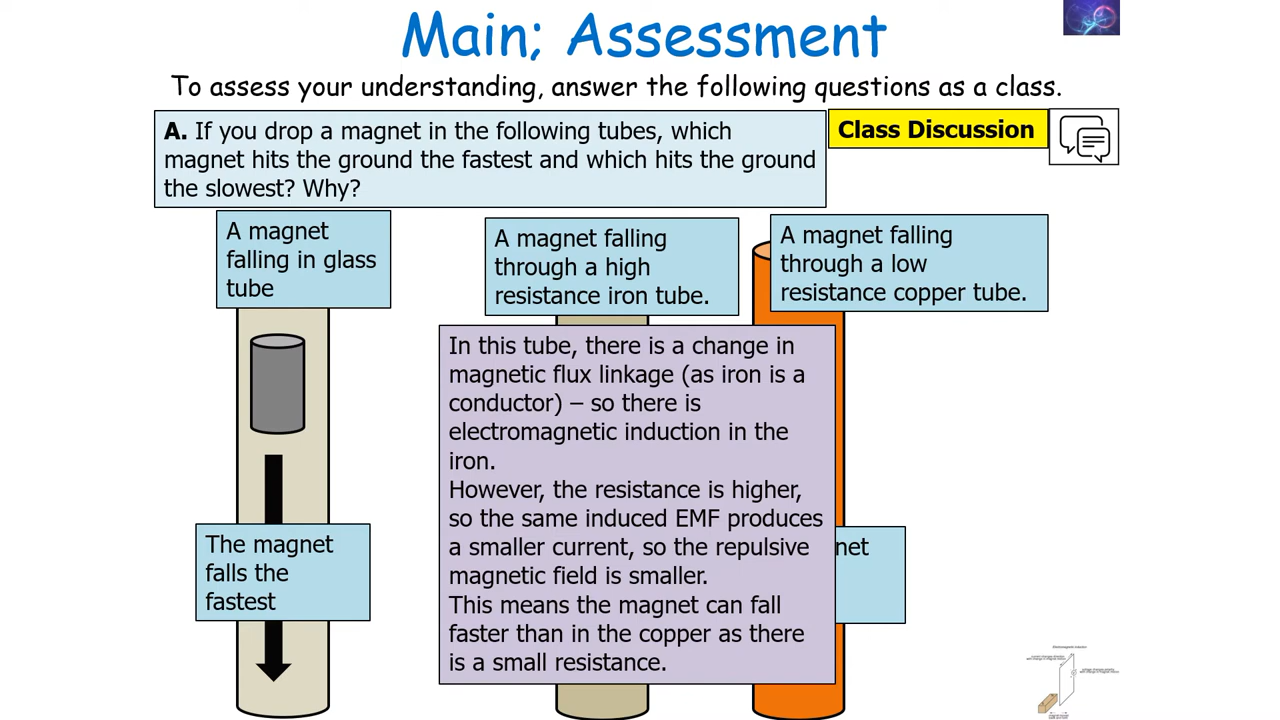 Main; Assessment
To assess your understanding, answer the following questions as a class.
A. If you drop a magnet in the following tubes, which
magnet hits the ground the fastest and which hits the ground
the slowest? Why?
Class Discussion
A magnet
falling in glass
tube
A magnet falling
through a high
resistance iron tube.
A magnet falling
through a low
resistance copper tube.
In this tube, there is a change in
magnetic flux linkage (as iron is a
conductor) – so there is
electromagnetic induction in the
iron.
However, the resistance is higher,
so the same induced EMF produces
a smaller current, so the repulsive
magnetic field is smaller.
This means the magnet can fall
faster than in the copper as there
is a small resistance.
The magnet
falls the
fastest